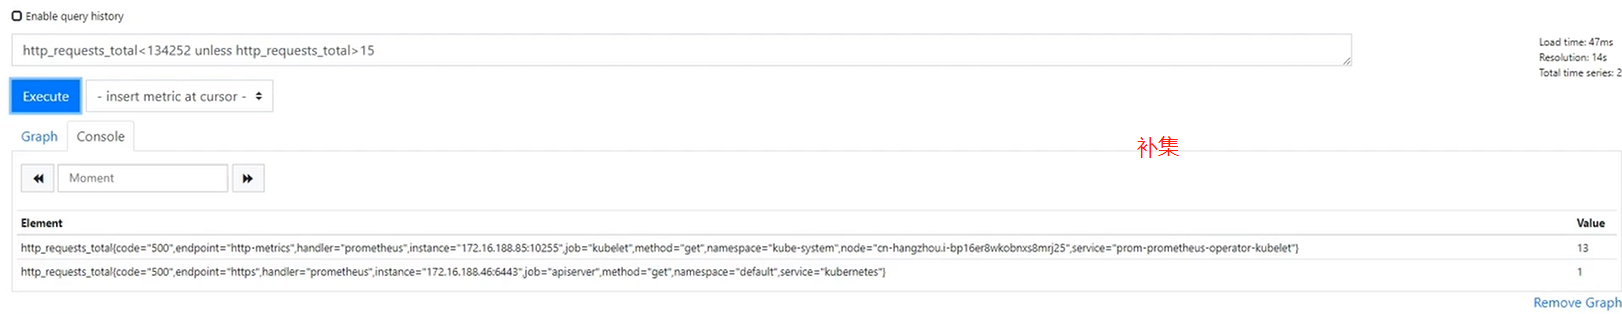 Enable query history
http_requests_total<134252 unless http_requests_total>15
Load time: 47ms
Resolution: 14s
Total time series: 2
Execute
- insert metric at cursor -
Graph
Console
补集
Moment
Element Value
http_requests_total{code="500",endpoint="http-metrics",handler="prometheus",instance="172.16.188.85:10255",job="kubelet",method="get",namespace="kube-system",node="cn-hangzhou.i-bp16er8wkobnxs8mrj25",service="prom-prometheus-operator-kubelet"} 13
http_requests_total{code="500",endpoint="https",handler="prometheus",instance="172.16.188.46:6443",job="apiserver",method="get",namespace="default",service="kubernetes"} 1
Remove Graph